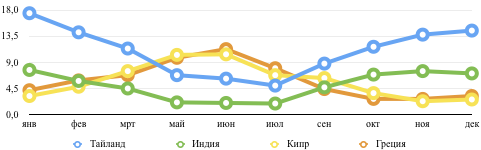 18,0
13,5
9,0
4,5
0,0
янв фев мрт май июн июл сен окт ноя дек
Тайланд Индия Кипр Греция